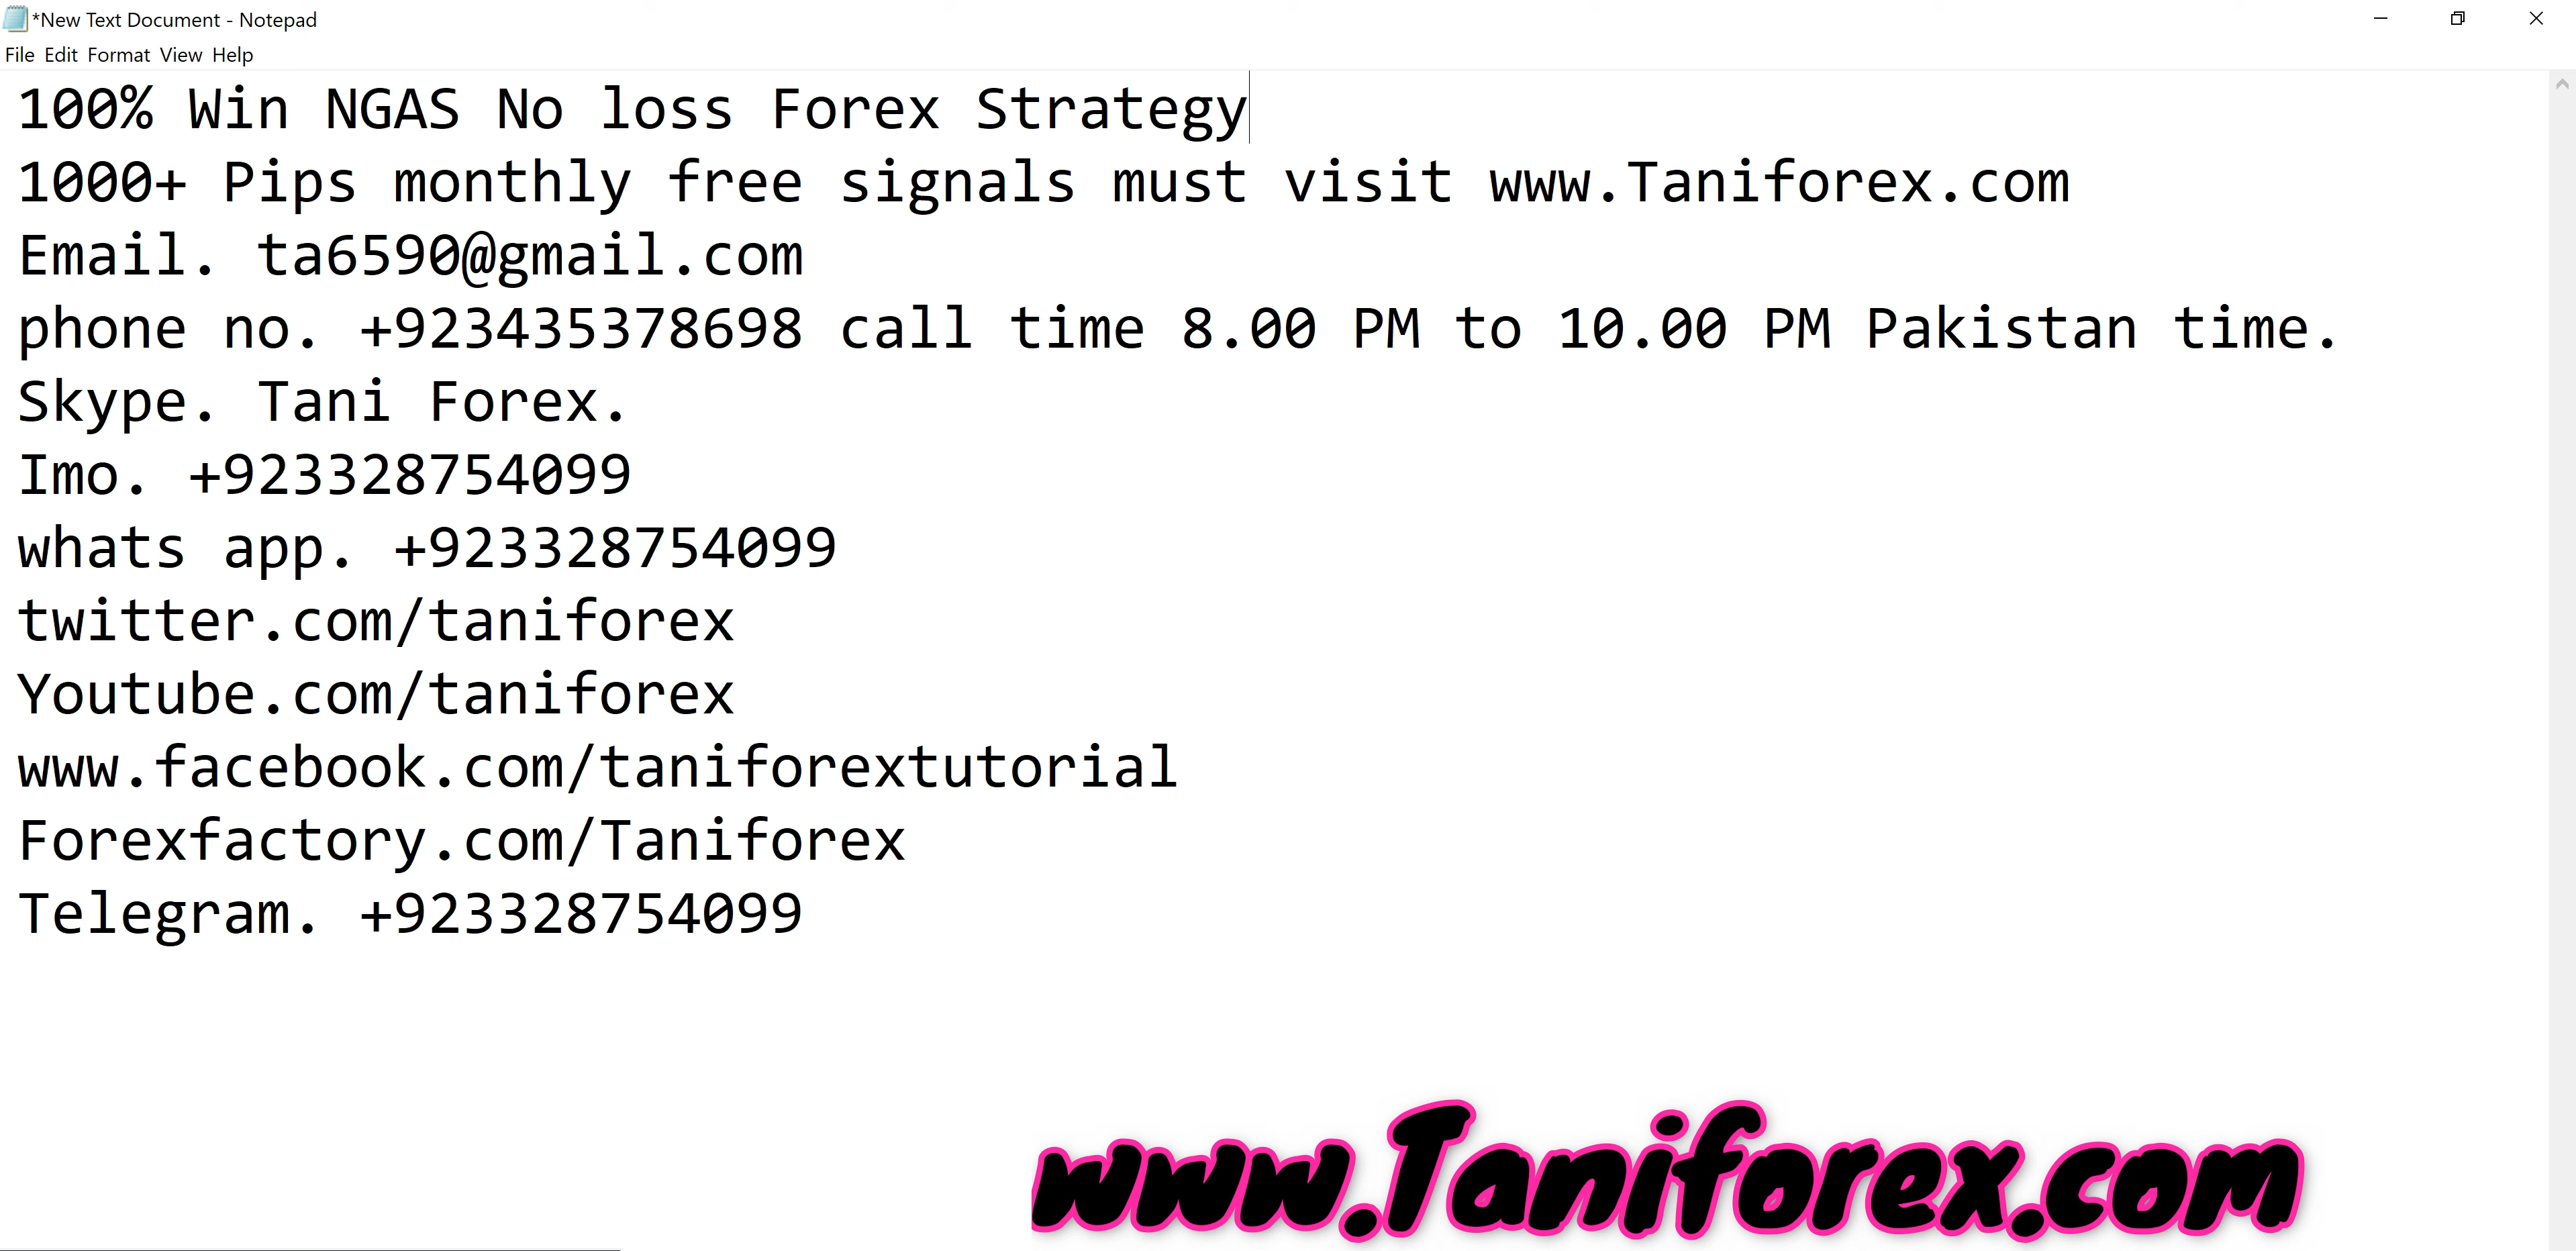 *New Text Document - Notepad
File Edit Format View Help
100% Win NGAS No loss Forex Strategy
1000+ Pips monthly free signals must visit www.Taniforex.com
Email. ta6590@gmail.com
phone no. +923435378698 call time 8.00 PM to 10.00 PM Pakistan time.
Skype. Tani Forex.
Imo. +923328754099
whats app. +923328754099
twitter.com/taniforex
Youtube.com/taniforex
www.facebook.com/taniforextutorial
Forexfactory.com/Taniforex
Telegram. +923328754099
www.Taniforex.com